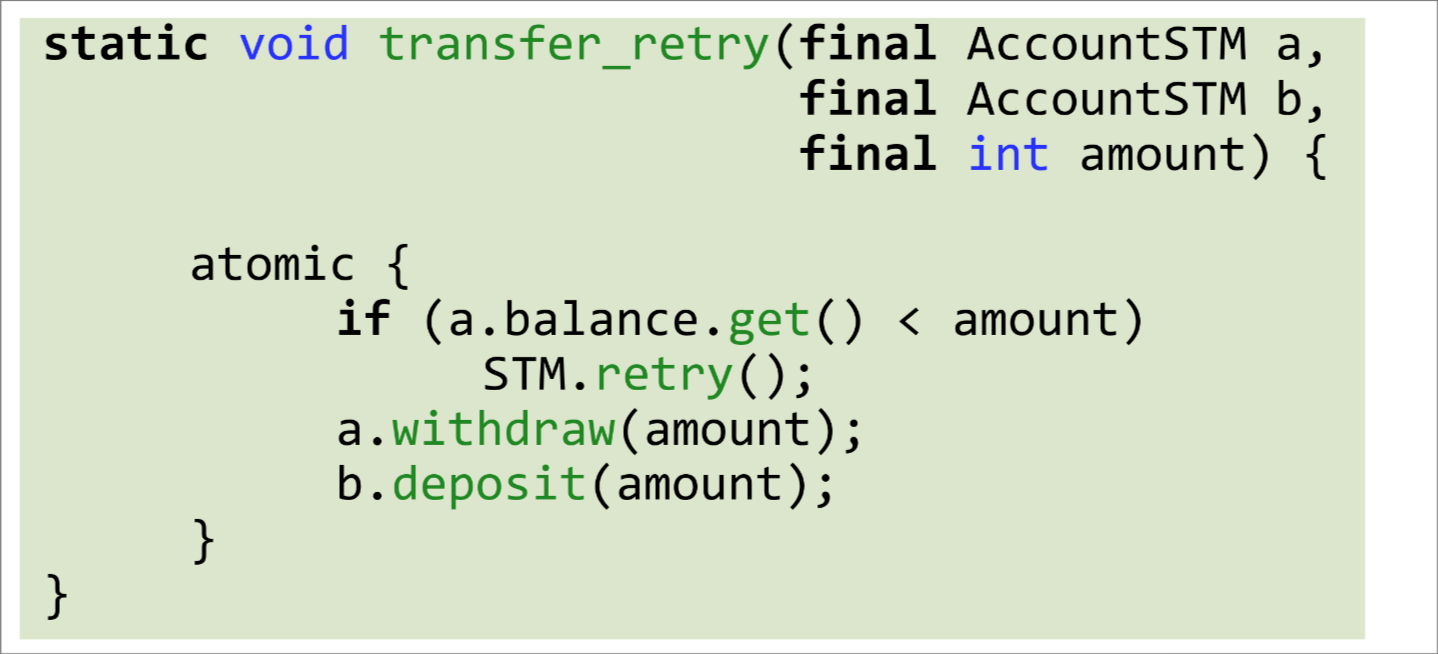 static void transfer_retry(final AccountSTM a,
final AccountSTM b,
final int amount) {
atomic {
if (a.balance.get() < amount)
STM.retry();
a.withdraw(amount);
b.deposit(amount);
}
}